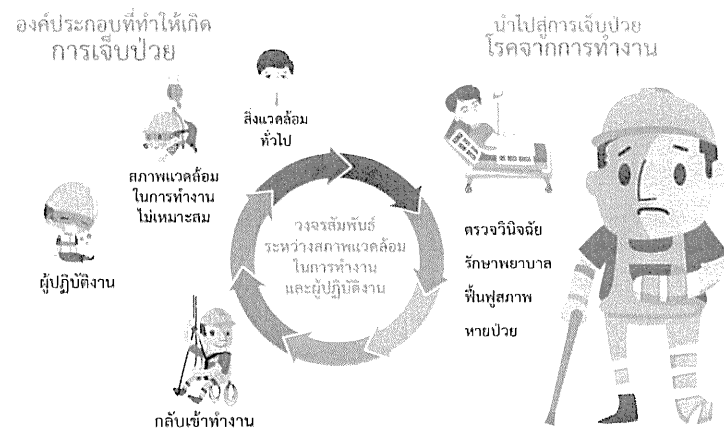 องค์ประกอบที่ทำให้เกิด
การเจ็บป่วย
นำไปสู่การเจ็บป่วย
โรคจากการทำงาน
สิ่งแวดล้อม
ทั่วไป
สภาพแวดล้อม
ในการทำงาน
ไม่เหมาะสม
ผู้ปฏิบัติงาน
วงจรสัมพันธ์
ระหว่างสภาพแวดล้อม
ในการทำงาน
และผู้ปฏิบัติงาน
ตรวจวินิจฉัย
รักษาพยาบาล
ฟื้นฟูสภาพ
หายป่วย
กลับเข้าทำงาน